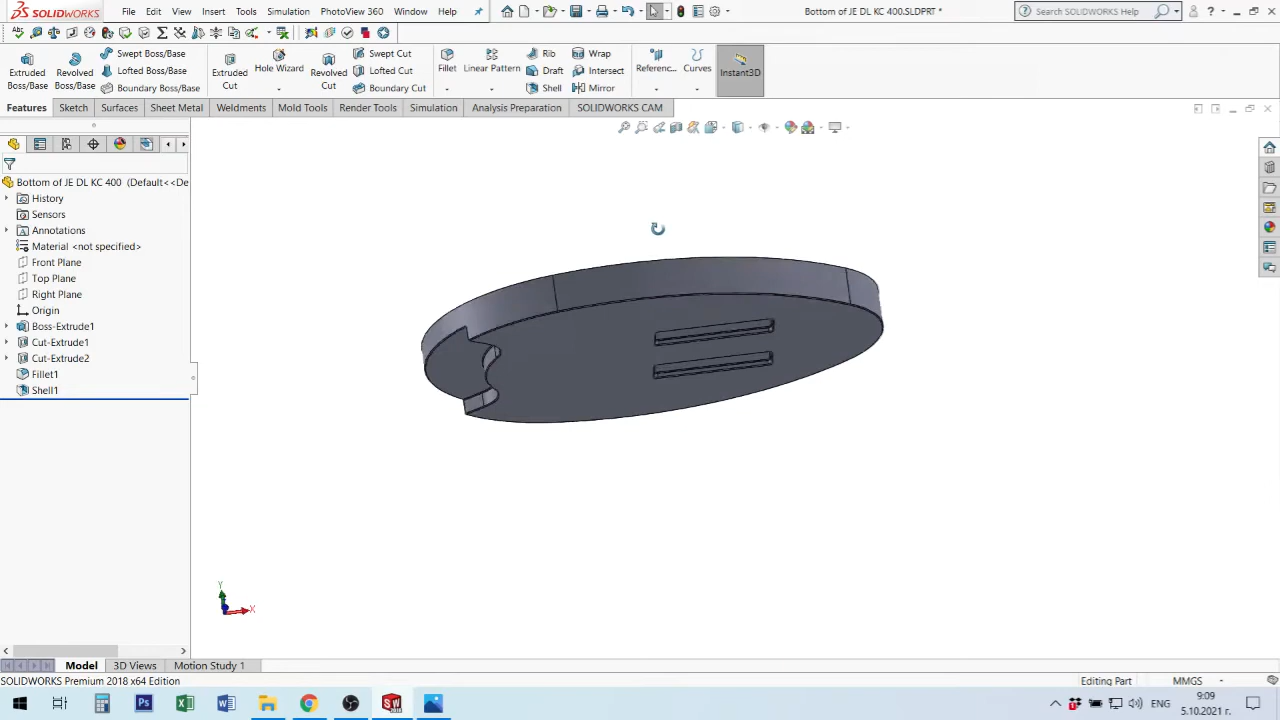 SOLIDWORKS File Edit View Insert Tools Simulation PhotoView 360 Window Help Bottom of JE DL KC 400.SLDPRT * Search SOLIDWORKS Help
Extruded Boss/Base
Revolved Boss/Base
Swept Boss/Base
Lofted Boss/Base
Boundary Boss/Base
Extruded Cut
Hole Wizard
Revolved Cut
Swept Cut
Lofted Cut
Boundary Cut
Fillet
Linear Pattern
Rib
Draft
Shell
Wrap
Intersect
Mirror
Referenc...
Curves
Instant3D
Features Sketch Surfaces Sheet Metal Weldments Mold Tools Render Tools Simulation Analysis Preparation SOLIDWORKS CAM
Bottom of JE DL KC 400 (Default<<De
History
Sensors
Annotations
Material <not specified>
Front Plane
Top Plane
Right Plane
Origin
Boss-Extrude1
Cut-Extrude1
Cut-Extrude2
Fillet1
Shell1
Y
X
Model 3D Views Motion Study 1
SOLIDWORKS Premium 2018 x64 Edition Editing Part MMGS
Ps SW 2018 ENG 9:09
5.10.2021 г.